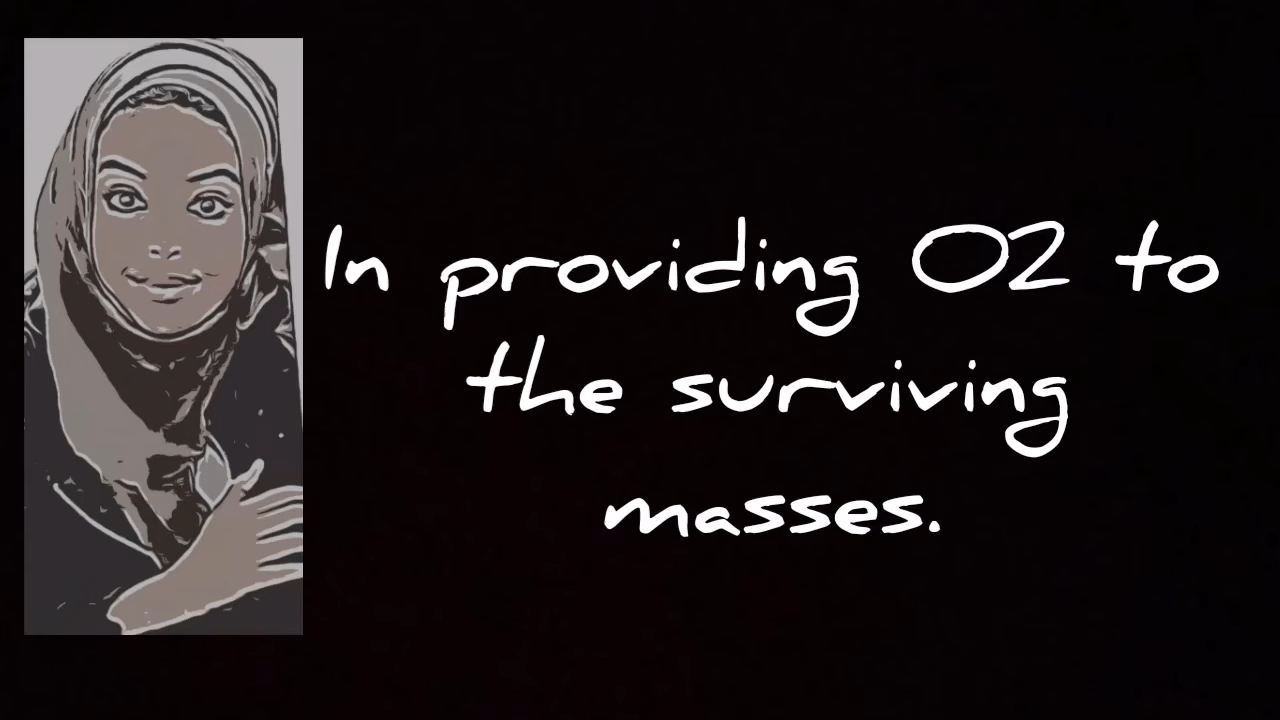 In providing O2 to
the surviving
masses.